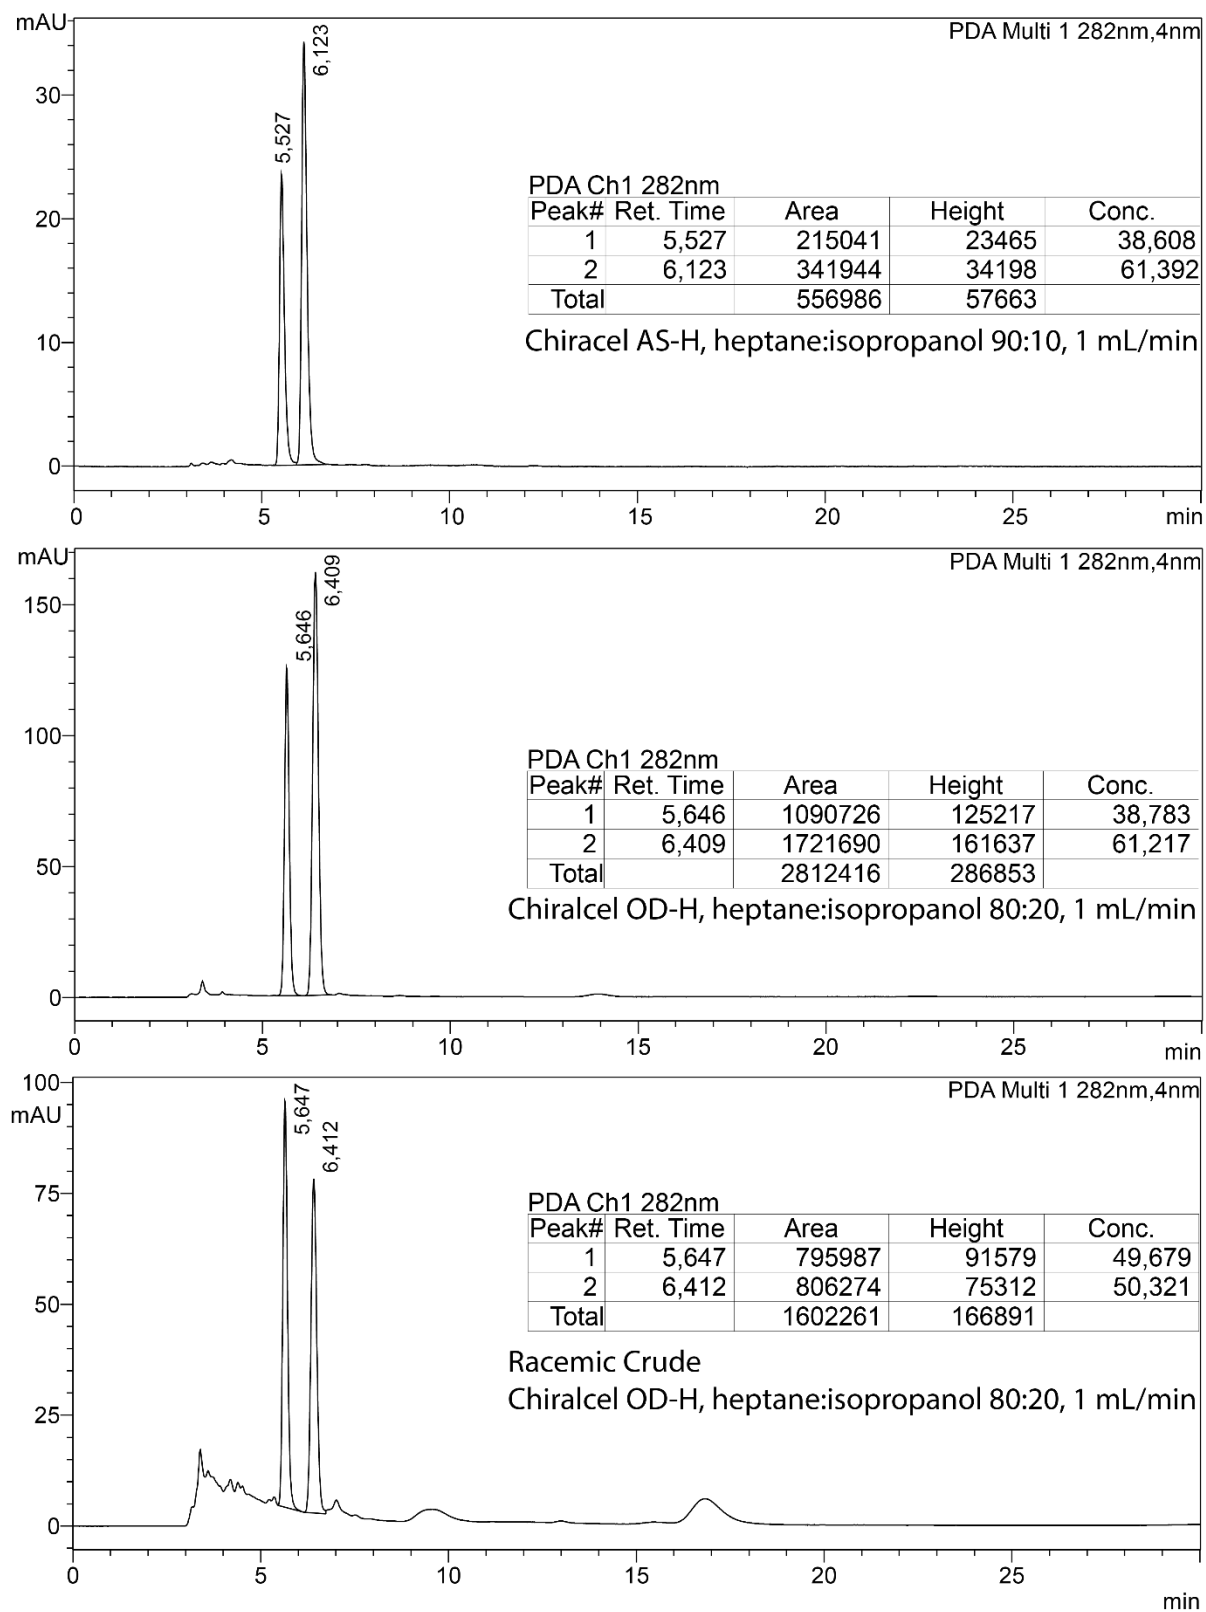 mAU
PDA Multi 1 282nm,4nm
30
20
10
0
5,527
6,123
PDA Ch1 282nm
Peak# Ret. Time Area Height Conc.
1 5,527 215041 23465 38,608
2 6,123 341944 34198 61,392
Total 556986 57663
Chiracel AS-H, heptane:isopropanol 90:10, 1 mL/min
0 5 10 15 20 25 min
mAU
PDA Multi 1 282nm,4nm
150
100
50
0
5,646
6,409
PDA Ch1 282nm
Peak# Ret. Time Area Height Conc.
1 5,646 1090726 125217 38,783
2 6,409 1721690 161637 61,217
Total 2812416 286853
Chiralcel OD-H, heptane:isopropanol 80:20, 1 mL/min
0 5 10 15 20 25 min
100
mAU
PDA Multi 1 282nm,4nm
75
50
25
0
5,647
6,412
PDA Ch1 282nm
Peak# Ret. Time Area Height Conc.
1 5,647 795987 91579 49,679
2 6,412 806274 75312 50,321
Total 1602261 166891
Racemic Crude
Chiralcel OD-H, heptane:isopropanol 80:20, 1 mL/min
0 5 10 15 20 25
min